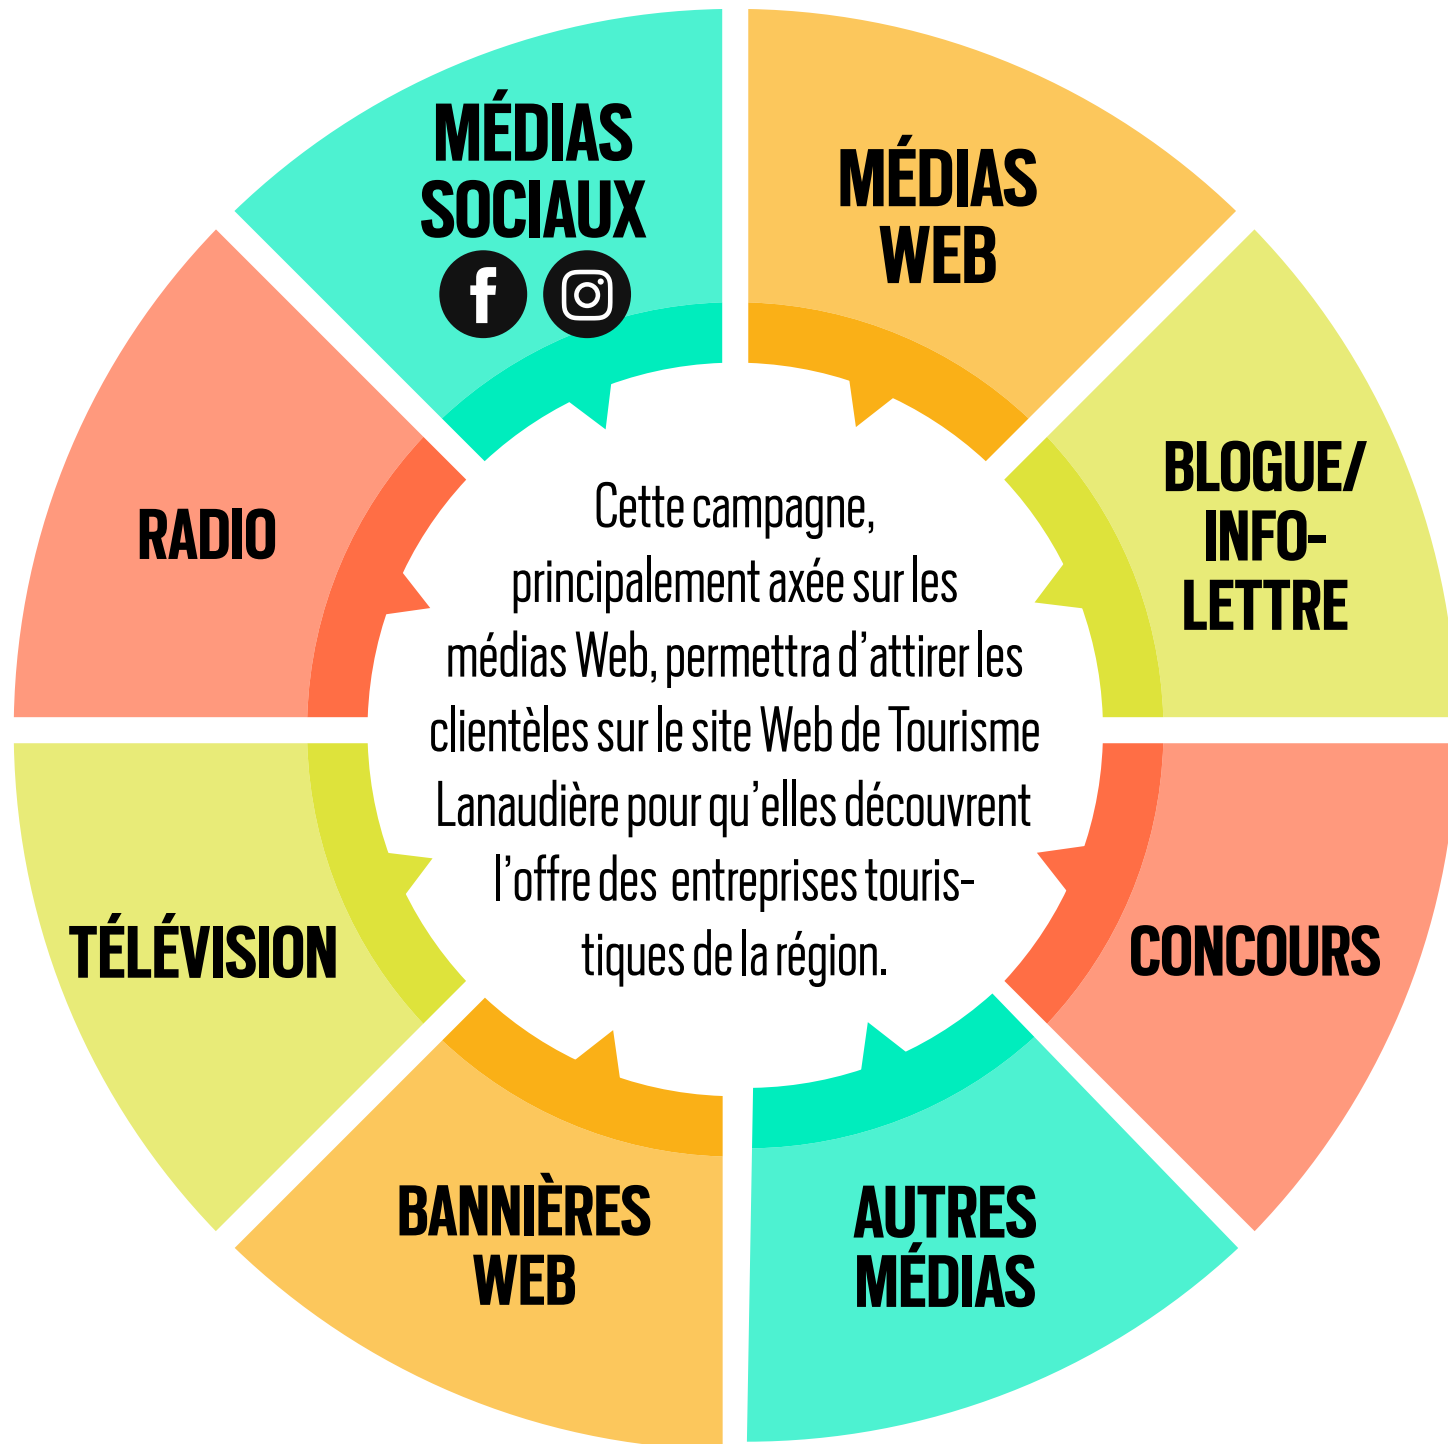 MÉDIAS
SOCIAUX
MÉDIAS
WEB
BLOGUE/
INFO-
LETTRE
CONCOURS
AUTRES
MÉDIAS
BANNIÈRES
WEB
TÉLÉVISION
RADIO
Cette campagne,
principalement axée sur les
médias Web, permettra d’attirer les
clientèles sur le site Web de Tourisme
Lanaudière pour qu’elles découvrent
l’offre des entreprises touris-
tiques de la région.